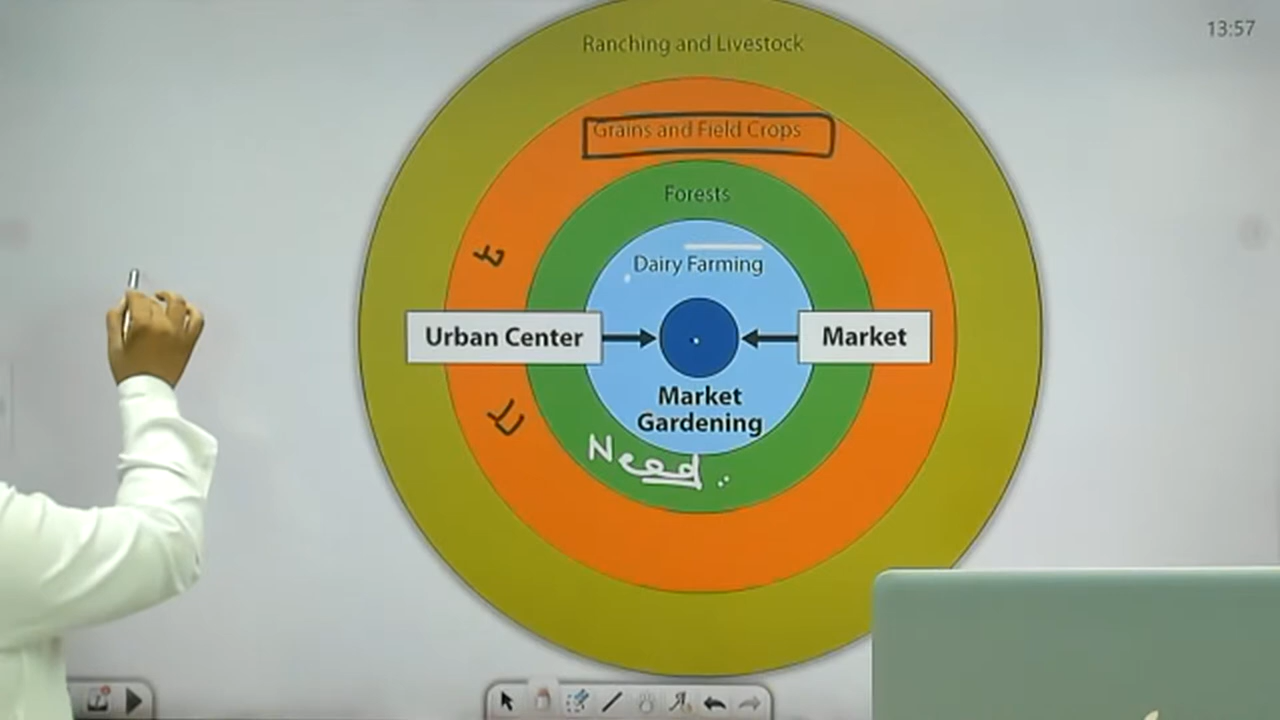 13:57
Ranching and Livestock
Grains and Field Crops
Forests
Dairy Farming
Urban Center
Market
Market
Gardening
Need